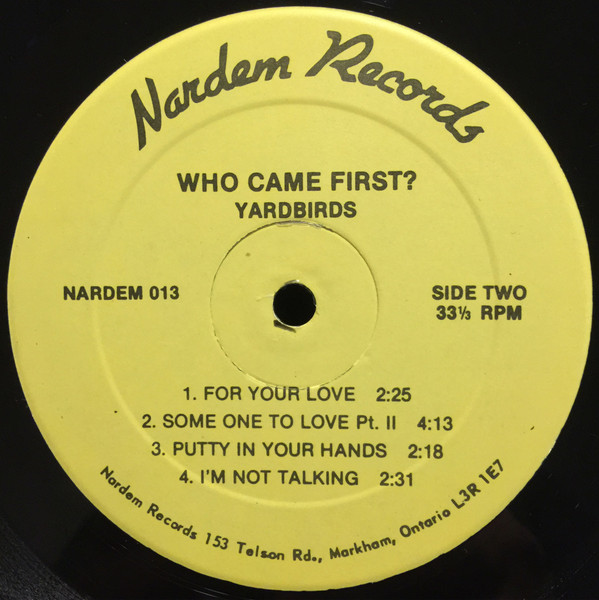 Nardem Records
WHO CAME FIRST?
YARDBIRDS
NARDEM 013
SIDE TWO
33⅓ RPM
1. FOR YOUR LOVE 2:25
2. SOME ONE TO LOVE Pt. II 4:13
3. PUTTY IN YOUR HANDS 2:18
4. I'M NOT TALKING 2:31
Nardem Records 153 Telson Rd., Markham, Ontario L3R 1E7